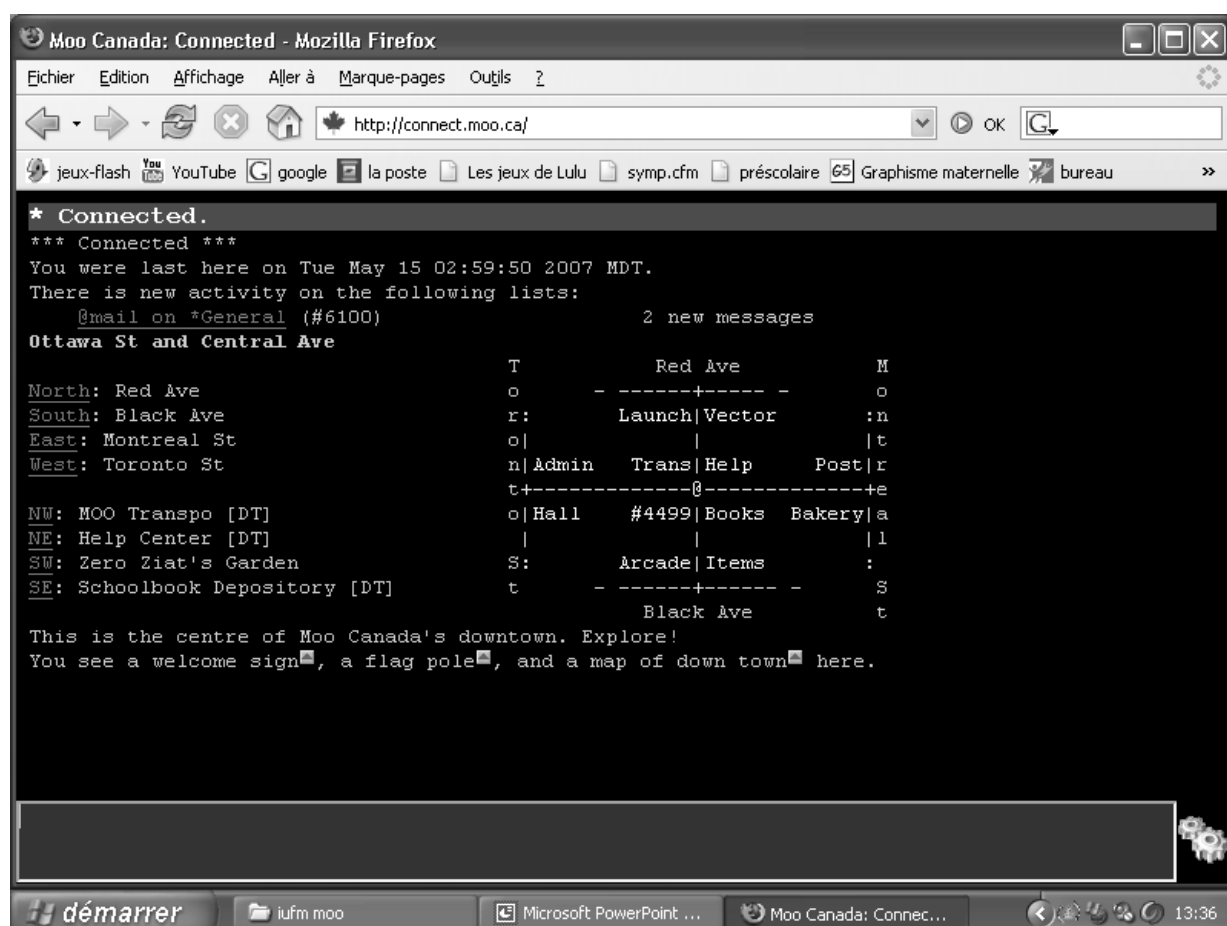 Moo Canada: Connected - Mozilla Firefox
Fichier Edition Affichage Aller à Marque-pages Outils ?
http://connect.moo.ca/ OK G
jeux-flash You Tube YouTube G google la poste Les jeux de Lulu symp.cfm préscolaire 65 Graphisme maternelle bureau »
* Connected.
*** Connected ***
You were last here on Tue May 15 02:59:50 2007 MDT.
There is new activity on the following lists:
@mail on *General (#6100) 2 new messages
Ottawa St and Central Ave
T Red Ave M
North: Red Ave o - ------+----- - o
South: Black Ave r: Launch|Vector :n
East: Montreal St o| | |t
West: Toronto St n|Admin Trans|Help Post|r
t+-------------@-------------+e
NW: MOO Transpo [DT] o|Hall #4499|Books Bakery|a
NE: Help Center [DT] | | |l
SW: Zero Ziat's Garden S: Arcade|Items :
SE: Schoolbook Depository [DT] t - ------+------ - S
Black Ave t
This is the centre of Moo Canada's downtown. Explore!
You see a welcome sign, a flag pole, and a map of down town here.
démarrer iufm moo Microsoft PowerPoint ... Moo Canada: Connec... 13:36